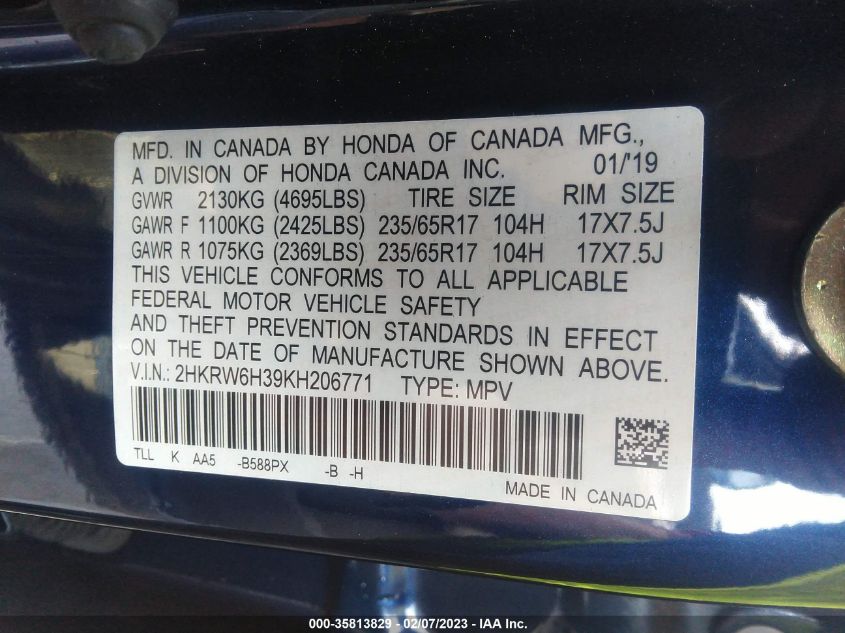 MFD. IN CANADA BY HONDA OF CANADA MFG.,
A DIVISION OF HONDA CANADA INC. 01/'19
GVWR 2130KG (4695LBS) TIRE SIZE RIM SIZE
GAWR F 1100KG (2425LBS) 235/65R17 104H 17X7.5J
GAWR R 1075KG (2369LBS) 235/65R17 104H 17X7.5J
THIS VEHICLE CONFORMS TO ALL APPLICABLE
FEDERAL MOTOR VEHICLE SAFETY
AND THEFT PREVENTION STANDARDS IN EFFECT
ON THE DATE OF MANUFACTURE SHOWN ABOVE.
V.I.N.: 2HKRW6H39KH206771 TYPE: MPV
TLL K AA5 -B588PX -B -H
MADE IN CANADA
000-35813829 - 02/07/2023 - IAA Inc.